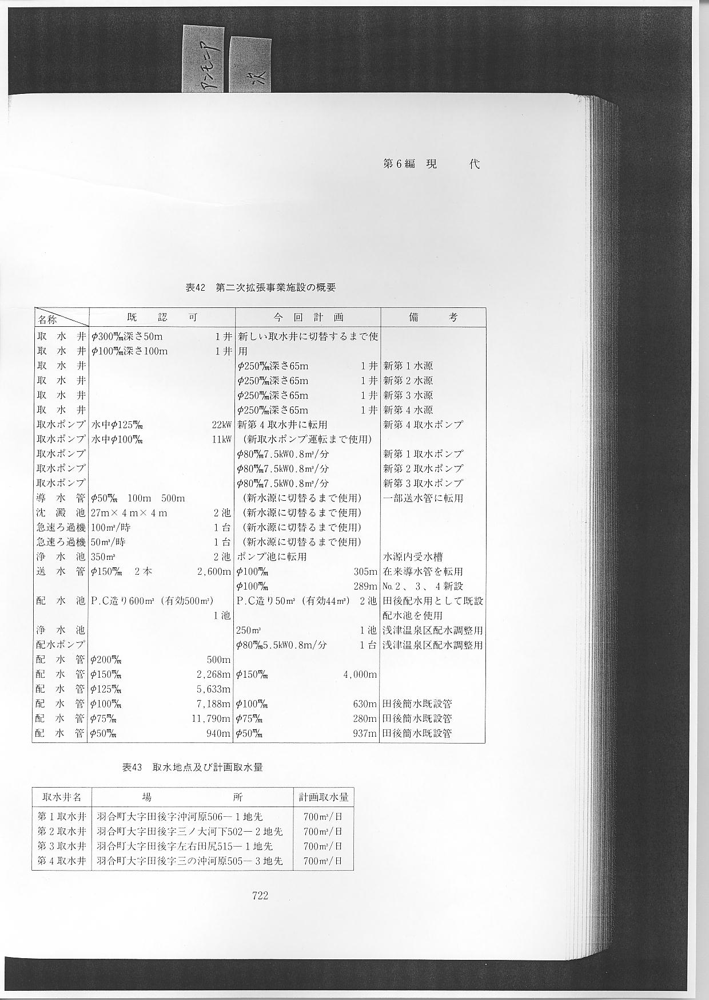 アンモニア
次
第6編 現 代
表42 第二次拡張事業施設の概要
名称 既認可 今回計画 備考
取水井 φ300㎜深さ50m 1井 新しい取水井に切替するまで使
取水井 φ100㎜深さ100m 1井 用
取水井 φ250㎜深さ65m 1井 新第1水源
取水井 φ250㎜深さ65m 1井 新第2水源
取水井 φ250㎜深さ65m 1井 新第3水源
取水井 φ250㎜深さ65m 1井 新第4水源
取水ポンプ 水中φ125㎜ 22kW 新第4取水井に転用 新第4取水ポンプ
取水ポンプ 水中φ100㎜ 11kW (新取水ポンプ運転まで使用)
取水ポンプ φ80㎜7.5kW0.8㎥/分 新第1取水ポンプ
取水ポンプ φ80㎜7.5kW0.8㎥/分 新第2取水ポンプ
取水ポンプ φ80㎜7.5kW0.8㎥/分 新第3取水ポンプ
導水管 φ50㎜ 100m 500m (新水源に切替るまで使用) 一部送水管に転用
沈澱池 27m×4m×4m 2池 (新水源に切替るまで使用)
急速ろ過機 100㎥/時 1台 (新水源に切替るまで使用)
急速ろ過機 50㎥/時 1台 (新水源に切替るまで使用)
浄水池 350㎥ 2池 ポンプ池に転用 水源内受水槽
送水管 φ150㎜ 2本 2,600m φ100㎜ 305m 在来導水管を転用
φ100㎜ 289m №2、3、4新設
配水池 P.C造り600㎥(有効500㎥) P.C造り50㎥(有効44㎥) 2池 田後配水用として既設
1池 配水池を使用
浄水池 250㎥ 1池 浅津温泉区配水調整用
配水ポンプ φ80㎜5.5kW0.8m/分 1台 浅津温泉区配水調整用
配水管 φ200㎜ 500m
配水管 φ150㎜ 2,268m φ150㎜ 4,000m
配水管 φ125㎜ 5,633m
配水管 φ100㎜ 7,188m φ100㎜ 630m 田後簡水既設管
配水管 φ75㎜ 11,790m φ75㎜ 280m 田後簡水既設管
配水管 φ50㎜ 940m φ50㎜ 937m 田後簡水既設管
表43 取水地点及び計画取水量
取水井名 場所 計画取水量
第1取水井 羽合町大字田後字沖河原506―1地先 700㎥/日
第2取水井 羽合町大字田後字三ノ大河下502―2地先 700㎥/日
第3取水井 羽合町大字田後字左右田尻515―1地先 700㎥/日
第4取水井 羽合町大字田後字三の沖河原505―3地先 700㎥/日
722